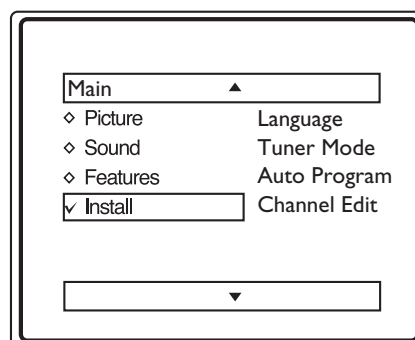 Main
Picture Language
Sound Tuner Mode
Features Auto Program
Install Channel Edit